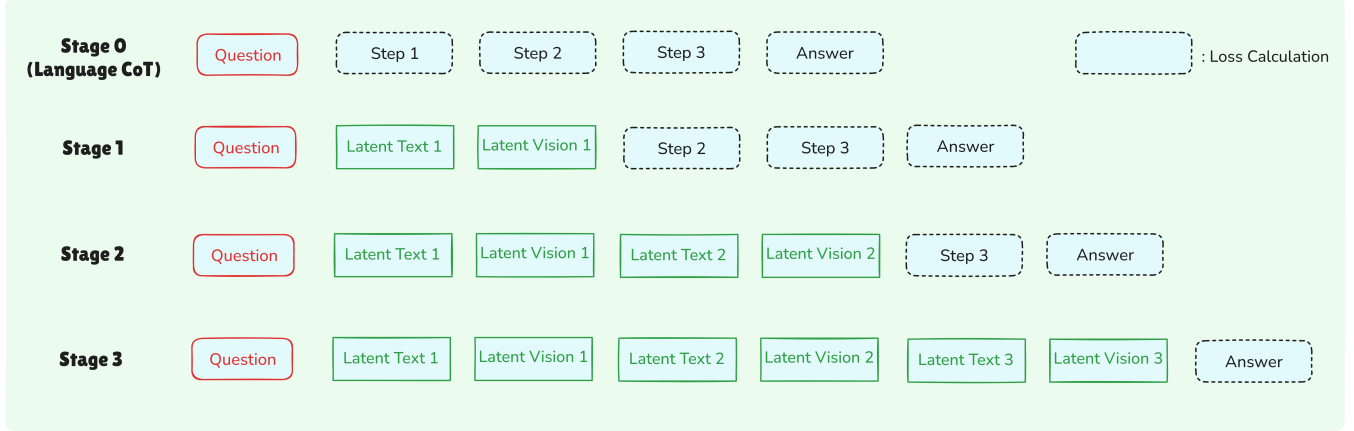 Stage 0
(Language CoT)
Question
Step 1
Step 2
Step 3
Answer
: Loss Calculation
Stage 1
Question
Latent Text 1
Latent Vision 1
Step 2
Step 3
Answer
Stage 2
Question
Latent Text 1
Latent Vision 1
Latent Text 2
Latent Vision 2
Step 3
Answer
Stage 3
Question
Latent Text 1
Latent Vision 1
Latent Text 2
Latent Vision 2
Latent Text 3
Latent Vision 3
Answer